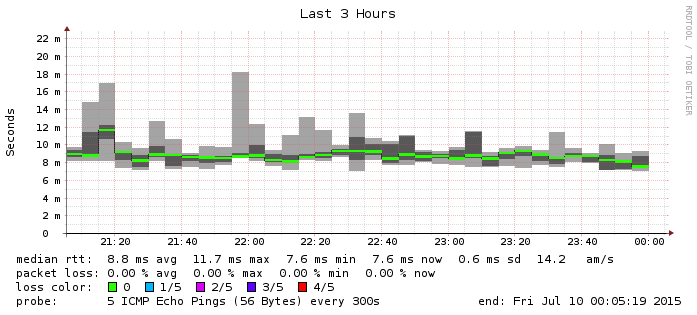 Last 3 Hours
RRDTOOL / TOBI OETIKER
Seconds
22 m
20 m
18 m
16 m
14 m
12 m
10 m
8 m
6 m
4 m
2 m
0
21:20 21:40 22:00 22:20 22:40 23:00 23:20 23:40 00:00
median rtt: 8.8 ms avg 11.7 ms max 7.6 ms min 7.6 ms now 0.6 ms sd 14.2 am/s
packet loss: 0.00 % avg 0.00 % max 0.00 % min 0.00 % now
loss color: 0 1/5 2/5 3/5 4/5
probe: 5 ICMP Echo Pings (56 Bytes) every 300s end: Fri Jul 10 00:05:19 2015